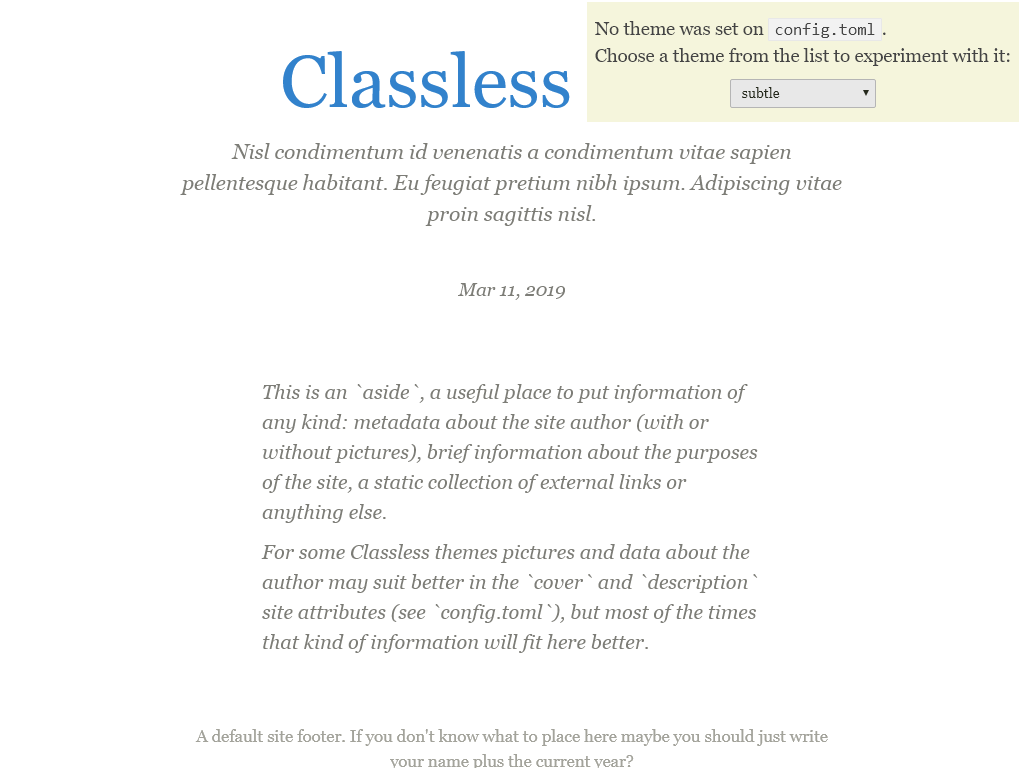 No theme was set on config.toml.
Choose a theme from the list to experiment with it:
subtle
Classless
Nisl condimentum id venenatis a condimentum vitae sapien
pellentesque habitant. Eu feugiat pretium nibh ipsum. Adipiscing vitae
proin sagittis nisl.
Mar 11, 2019
This is an `aside`, a useful place to put information of
any kind: metadata about the site author (with or
without pictures), brief information about the purposes
of the site, a static collection of external links or
anything else.
For some Classless themes pictures and data about the
author may suit better in the `cover` and `description`
site attributes (see `config.toml`), but most of the times
that kind of information will fit here better.
A default site footer. If you don't know what to place here maybe you should just write
your name plus the current year?